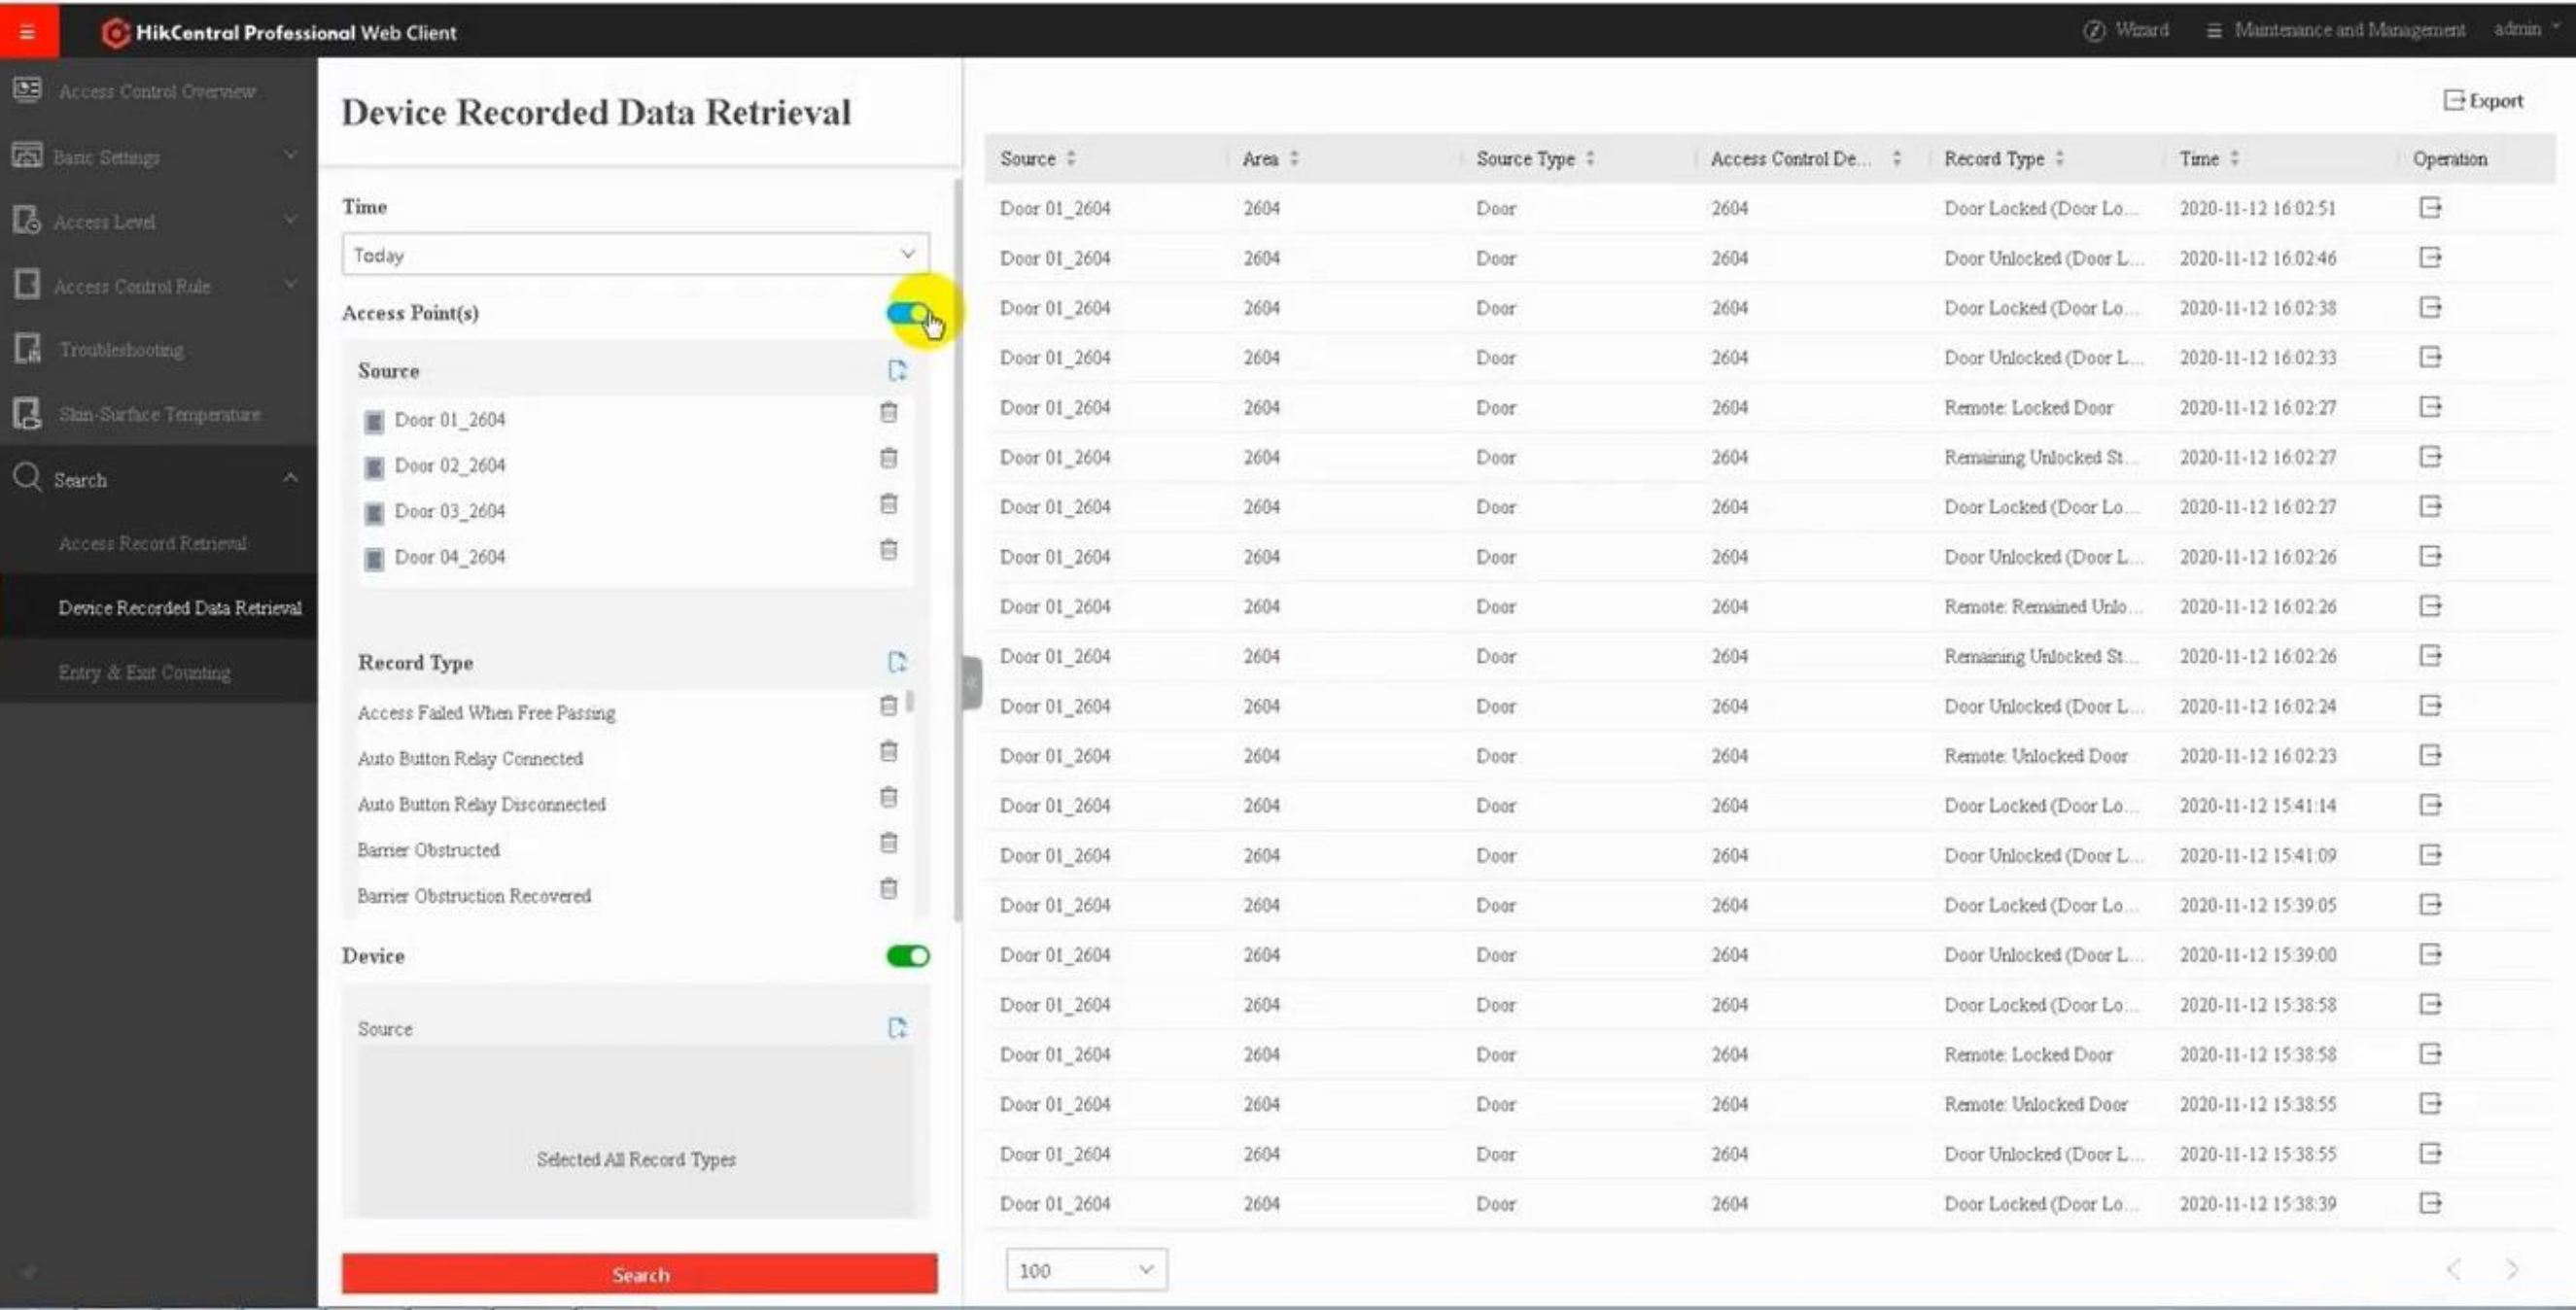 HikCentral Professional Web Client
Wizard
Maintenance and Management
admin
Access Control Overview
Basic Settings
Access Level
Access Control Rule
Troubleshooting
Skin-Surface Temperature
Search
Access Record Retrieval
Device Recorded Data Retrieval
Entry & Exit Counting
Device Recorded Data Retrieval
Time
Today
Access Point(s)
Source
Door 01_2604
Door 02_2604
Door 03_2604
Door 04_2604
Record Type
Access Failed When Free Passing
Auto Button Relay Connected
Auto Button Relay Disconnected
Barrier Obstructed
Barrier Obstruction Recovered
Device
Source
Selected All Record Types
Search
Export
Source Area Source Type Access Control De... Record Type Time Operation
Door 01_2604 2604 Door 2604 Door Locked (Door Lo... 2020-11-12 16:02:51
Door 01_2604 2604 Door 2604 Door Unlocked (Door L... 2020-11-12 16:02:46
Door 01_2604 2604 Door 2604 Door Locked (Door Lo... 2020-11-12 16:02:38
Door 01_2604 2604 Door 2604 Door Unlocked (Door L... 2020-11-12 16:02:33
Door 01_2604 2604 Door 2604 Remote: Locked Door 2020-11-12 16:02:27
Door 01_2604 2604 Door 2604 Remaining Unlocked St... 2020-11-12 16:02:27
Door 01_2604 2604 Door 2604 Door Locked (Door Lo... 2020-11-12 16:02:27
Door 01_2604 2604 Door 2604 Door Unlocked (Door L... 2020-11-12 16:02:26
Door 01_2604 2604 Door 2604 Remote: Remained Unlo... 2020-11-12 16:02:26
Door 01_2604 2604 Door 2604 Remaining Unlocked St... 2020-11-12 16:02:26
Door 01_2604 2604 Door 2604 Door Unlocked (Door L... 2020-11-12 16:02:24
Door 01_2604 2604 Door 2604 Remote: Unlocked Door 2020-11-12 16:02:23
Door 01_2604 2604 Door 2604 Door Locked (Door Lo... 2020-11-12 15:41:14
Door 01_2604 2604 Door 2604 Door Unlocked (Door L... 2020-11-12 15:41:09
Door 01_2604 2604 Door 2604 Door Locked (Door Lo... 2020-11-12 15:39:05
Door 01_2604 2604 Door 2604 Door Unlocked (Door L... 2020-11-12 15:39:00
Door 01_2604 2604 Door 2604 Door Locked (Door Lo... 2020-11-12 15:38:58
Door 01_2604 2604 Door 2604 Remote: Locked Door 2020-11-12 15:38:58
Door 01_2604 2604 Door 2604 Remote: Unlocked Door 2020-11-12 15:38:55
Door 01_2604 2604 Door 2604 Door Unlocked (Door L... 2020-11-12 15:38:55
Door 01_2604 2604 Door 2604 Door Locked (Door Lo... 2020-11-12 15:38:39
100